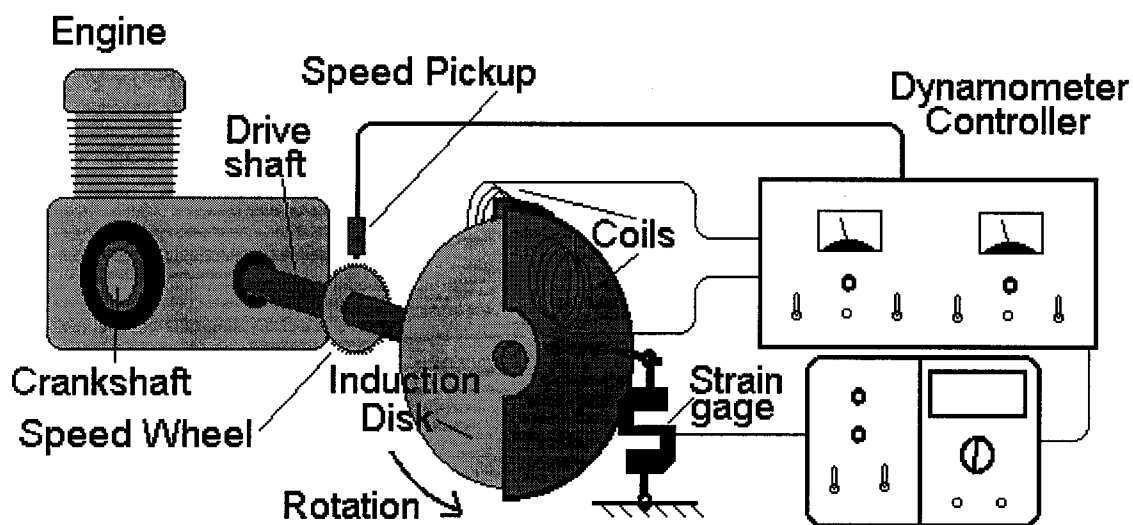 Engine
Speed Pickup
Drive
shaft
Dynamometer
Controller
Coils
Crankshaft
Speed Wheel
Induction
Disk
Strain
gage
Rotation